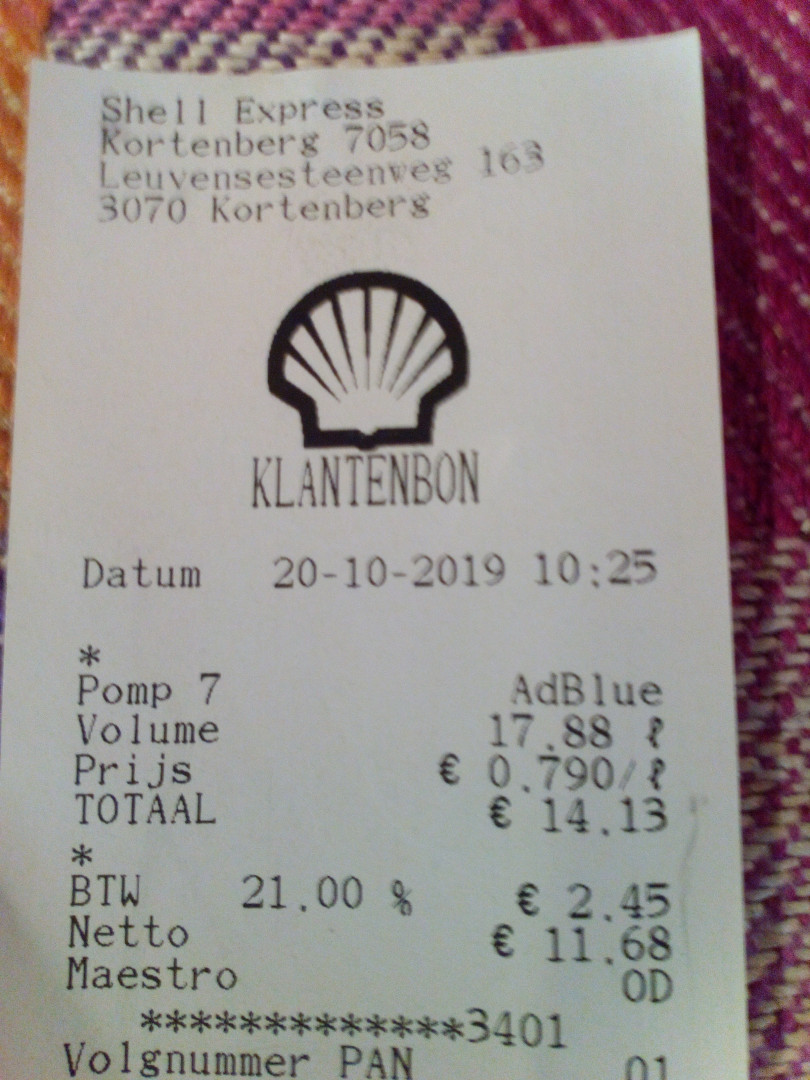 Shell Express
Kortenberg 7058
Leuvensesteenweg 163
3070 Kortenberg
KLANTENBON
Datum 20-10-2019 10:25
*
Pomp 7 AdBlue
Volume 17.88 ℓ
Prijs € 0.790/ℓ
TOTAAL € 14.13
*
BTW 21.00 % € 2.45
Netto € 11.68
Maestro OD
*************3401
Volgnummer PAN 01